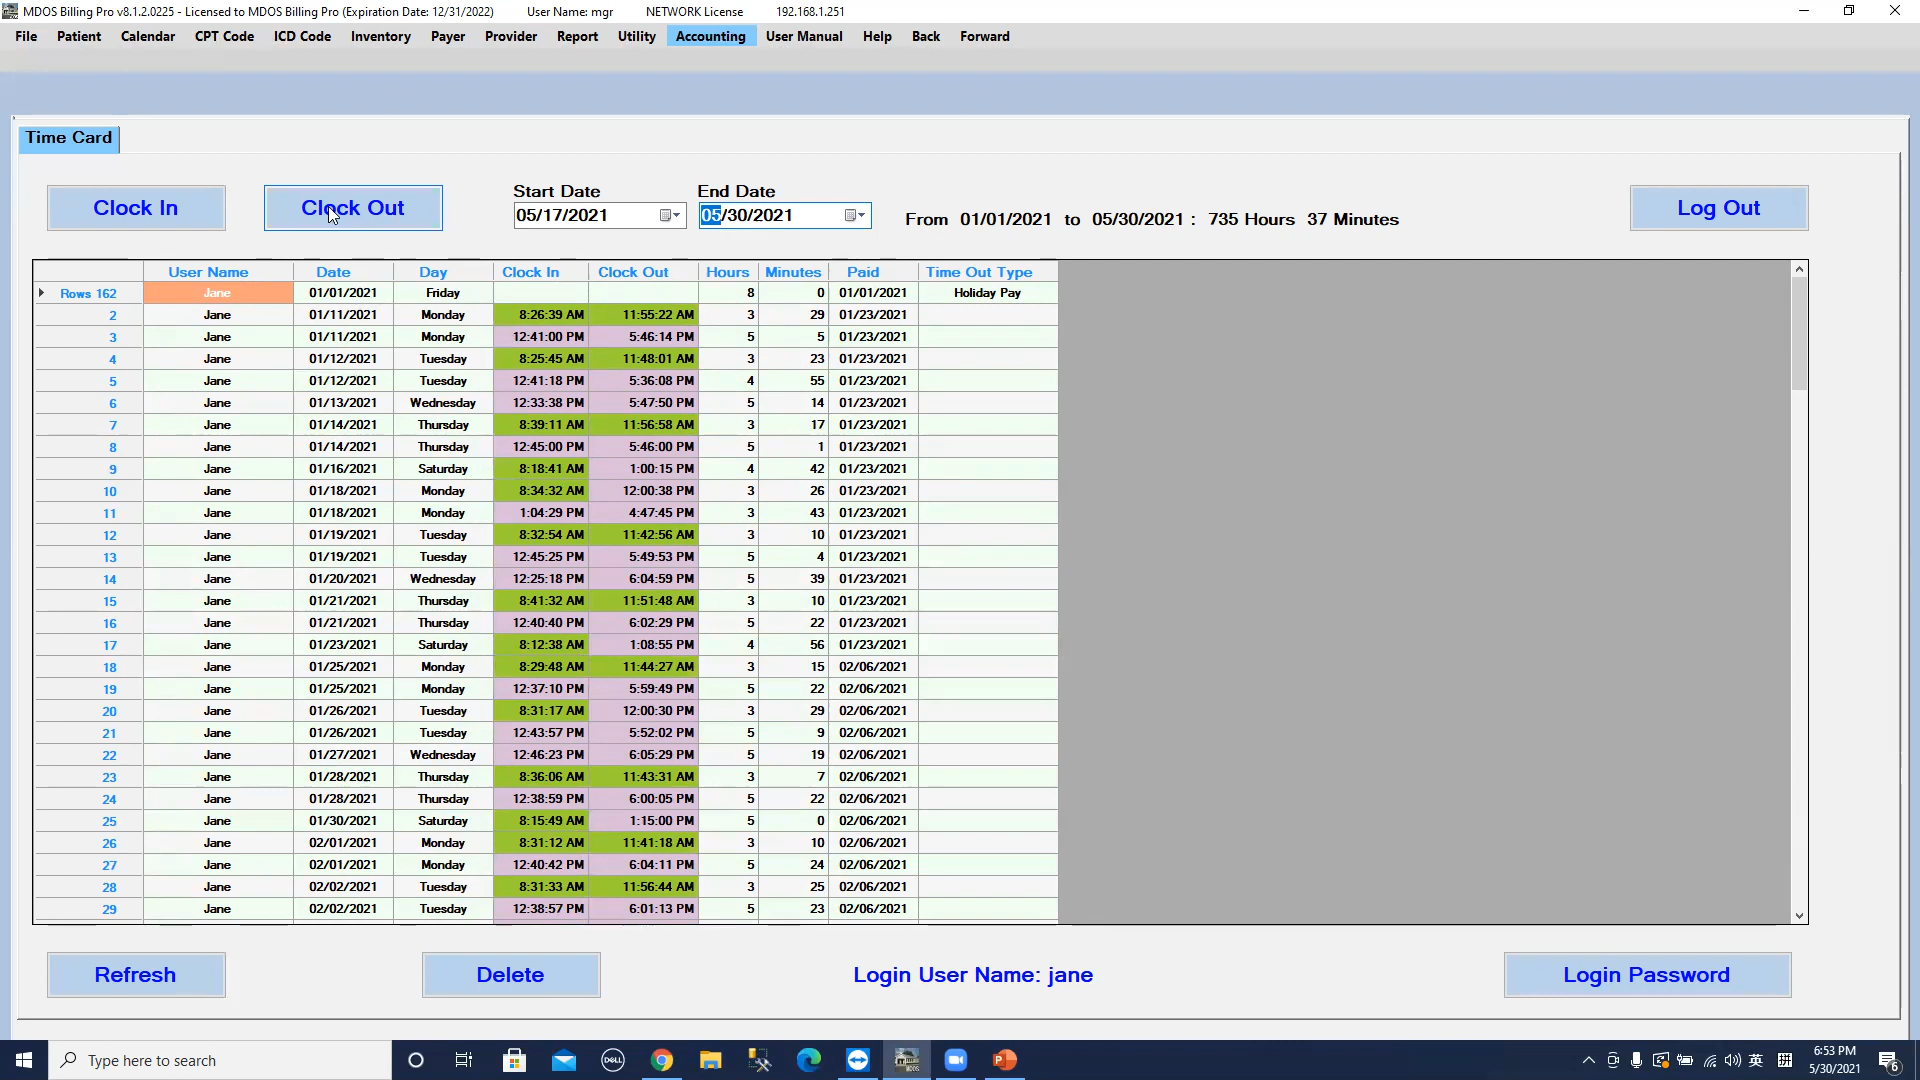 MDOS Billing Pro v8.1.2.0225 - Licensed to MDOS Billing Pro (Expiration Date: 12/31/2022) User Name: mgr NETWORK License 192.168.1.251
File Patient Calendar CPT Code ICD Code Inventory Payer Provider Report Utility Accounting User Manual Help Back Forward
Time Card
Start Date End Date
Clock In Clock Out 05/17/2021 05/30/2021 From 01/01/2021 to 05/30/2021 : 735 Hours 37 Minutes Log Out
User Name Date Day Clock In Clock Out Hours Minutes Paid Time Out Type
Rows 162 Jane 01/01/2021 Friday 8 0 01/01/2021 Holiday Pay
2 Jane 01/11/2021 Monday 8:26:39 AM 11:55:22 AM 3 29 01/23/2021
3 Jane 01/11/2021 Monday 12:41:00 PM 5:46:14 PM 5 5 01/23/2021
4 Jane 01/12/2021 Tuesday 8:25:45 AM 11:48:01 AM 3 23 01/23/2021
5 Jane 01/12/2021 Tuesday 12:41:18 PM 5:36:08 PM 4 55 01/23/2021
6 Jane 01/13/2021 Wednesday 12:33:38 PM 5:47:50 PM 5 14 01/23/2021
7 Jane 01/14/2021 Thursday 8:39:11 AM 11:56:58 AM 3 17 01/23/2021
8 Jane 01/14/2021 Thursday 12:45:00 PM 5:46:00 PM 5 1 01/23/2021
9 Jane 01/16/2021 Saturday 8:18:41 AM 1:00:15 PM 4 42 01/23/2021
10 Jane 01/18/2021 Monday 8:34:32 AM 12:00:38 PM 3 26 01/23/2021
11 Jane 01/18/2021 Monday 1:04:29 PM 4:47:45 PM 3 43 01/23/2021
12 Jane 01/19/2021 Tuesday 8:32:54 AM 11:42:56 AM 3 10 01/23/2021
13 Jane 01/19/2021 Tuesday 12:45:25 PM 5:49:53 PM 5 4 01/23/2021
14 Jane 01/20/2021 Wednesday 12:25:18 PM 6:04:59 PM 5 39 01/23/2021
15 Jane 01/21/2021 Thursday 8:41:32 AM 11:51:48 AM 3 10 01/23/2021
16 Jane 01/21/2021 Thursday 12:40:40 PM 6:02:29 PM 5 22 01/23/2021
17 Jane 01/23/2021 Saturday 8:12:38 AM 1:08:55 PM 4 56 01/23/2021
18 Jane 01/25/2021 Monday 8:29:48 AM 11:44:27 AM 3 15 02/06/2021
19 Jane 01/25/2021 Monday 12:37:10 PM 5:59:49 PM 5 22 02/06/2021
20 Jane 01/26/2021 Tuesday 8:31:17 AM 12:00:30 PM 3 29 02/06/2021
21 Jane 01/26/2021 Tuesday 12:43:57 PM 5:52:02 PM 5 9 02/06/2021
22 Jane 01/27/2021 Wednesday 12:46:23 PM 6:05:29 PM 5 19 02/06/2021
23 Jane 01/28/2021 Thursday 8:36:06 AM 11:43:31 AM 3 7 02/06/2021
24 Jane 01/28/2021 Thursday 12:38:59 PM 6:00:05 PM 5 22 02/06/2021
25 Jane 01/30/2021 Saturday 8:15:49 AM 1:15:00 PM 5 0 02/06/2021
26 Jane 02/01/2021 Monday 8:31:12 AM 11:41:18 AM 3 10 02/06/2021
27 Jane 02/01/2021 Monday 12:40:42 PM 6:04:11 PM 5 24 02/06/2021
28 Jane 02/02/2021 Tuesday 8:31:33 AM 11:56:44 AM 3 25 02/06/2021
29 Jane 02/02/2021 Tuesday 12:38:57 PM 6:01:13 PM 5 23 02/06/2021
Refresh Delete Login User Name: jane Login Password
Type here to search DELL MDOS P 英 拼 6:53 PM
5/30/2021 6